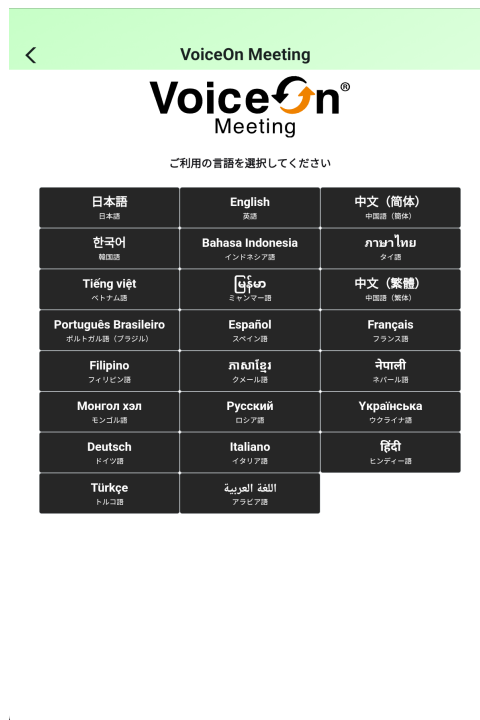 VoiceOn Meeting
VoiceOn®
Meeting
ご利用の言語を選択してください
日本語
日本語
English
英語
中文（简体）
中国語（簡体）
한국어
韓国語
Bahasa Indonesia
インドネシア語
ภาษาไทย
タイ語
Tiếng việt
ベトナム語
မြန်မာ
ミャンマー語
中文（繁體）
中国語（繁体）
Português Brasileiro
ポルトガル語（ブラジル）
Español
スペイン語
Français
フランス語
Filipino
フィリピン語
ភាសាខ្មែរ
クメール語
नेपाली
ネパール語
Монгол хэл
モンゴル語
Русский
ロシア語
Українська
ウクライナ語
Deutsch
ドイツ語
Italiano
イタリア語
हिंदी
ヒンディー語
Türkçe
トルコ語
اللغة العربية
アラビア語